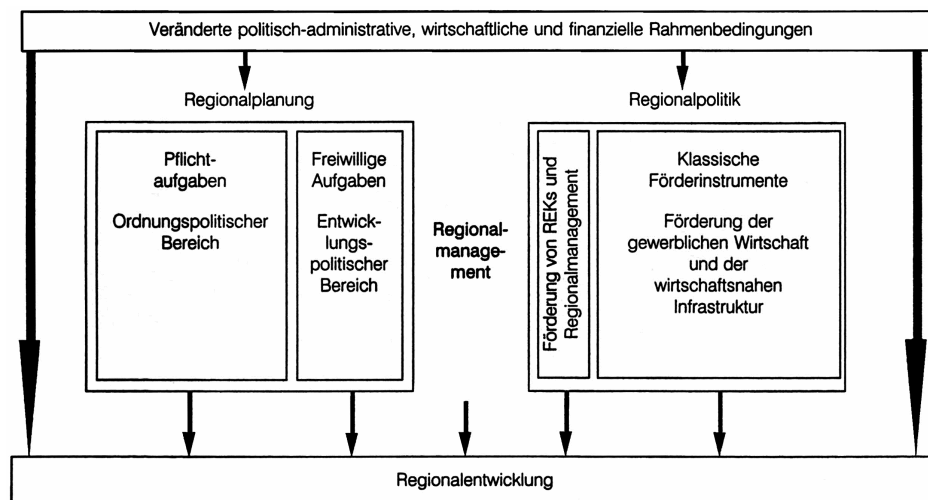 Veränderte politisch-administrative, wirtschaftliche und finanzielle Rahmenbedingungen
Regionalplanung
Pflicht-
aufgaben
Ordnungspolitischer
Bereich
Freiwillige
Aufgaben
Entwick-
lungs-
politischer
Bereich
Regional-
manage-
ment
Regionalpolitik
Förderung von REKs und
Regionalmanagement
Klassische
Förderinstrumente
Förderung der
gewerblichen Wirtschaft
und der
wirtschaftsnahen
Infrastruktur
Regionalentwicklung